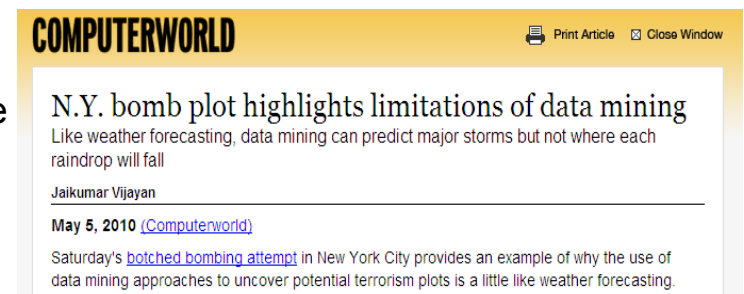 COMPUTERWORLD
Print Article Close Window
e
N.Y. bomb plot highlights limitations of data mining
Like weather forecasting, data mining can predict major storms but not where each
raindrop will fall
Jaikumar Vijayan
May 5, 2010 (Computerworld)
Saturday's botched bombing attempt in New York City provides an example of why the use of
data mining approaches to uncover potential terrorism plots is a little like weather forecasting.